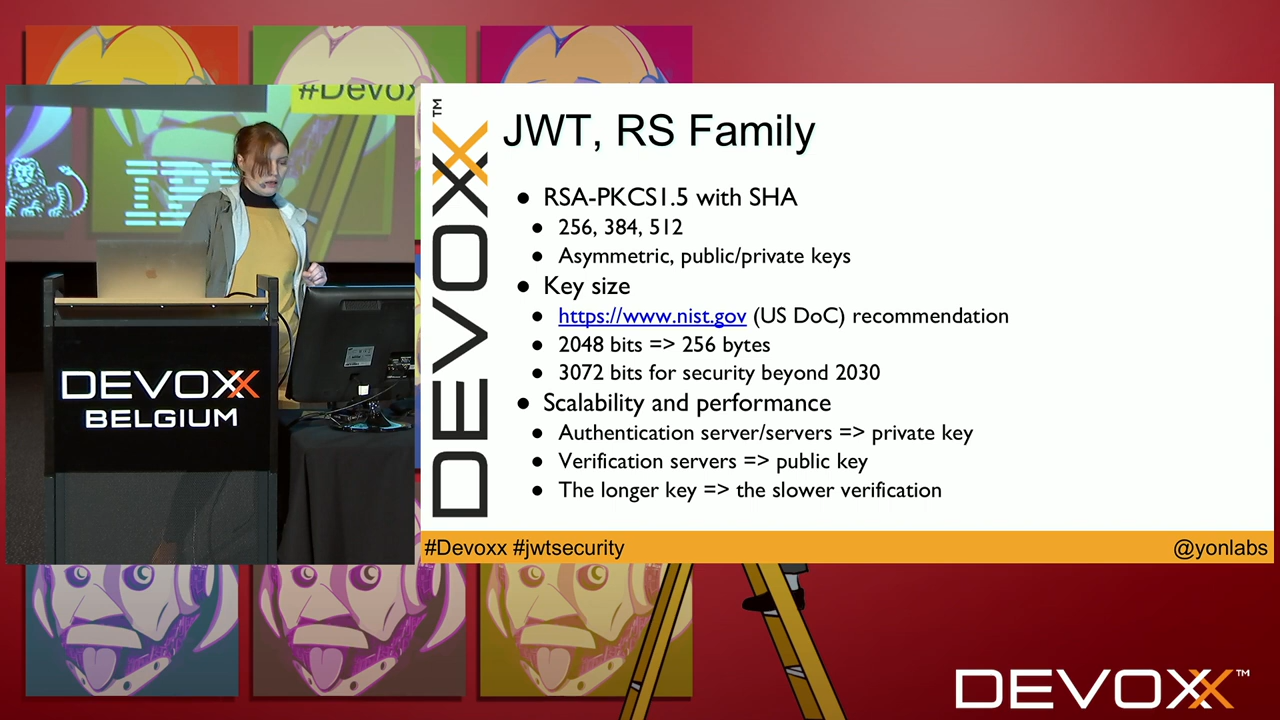 #Devox
IBM
DEVOXX
BELGIUM
DEVOXX™
JWT, RS Family
● RSA-PKCS1.5 with SHA
● 256, 384, 512
● Asymmetric, public/private keys
● Key size
● https://www.nist.gov (US DoC) recommendation
● 2048 bits => 256 bytes
● 3072 bits for security beyond 2030
● Scalability and performance
● Authentication server/servers => private key
● Verification servers => public key
● The longer key => the slower verification
#Devoxx #jwtsecurity
@yonlabs
DEVOXX™